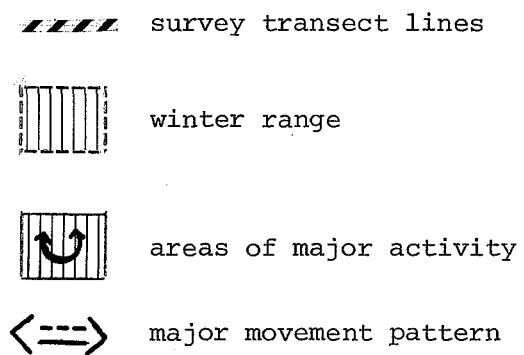 survey transect lines
winter range
areas of major activity
major movement pattern